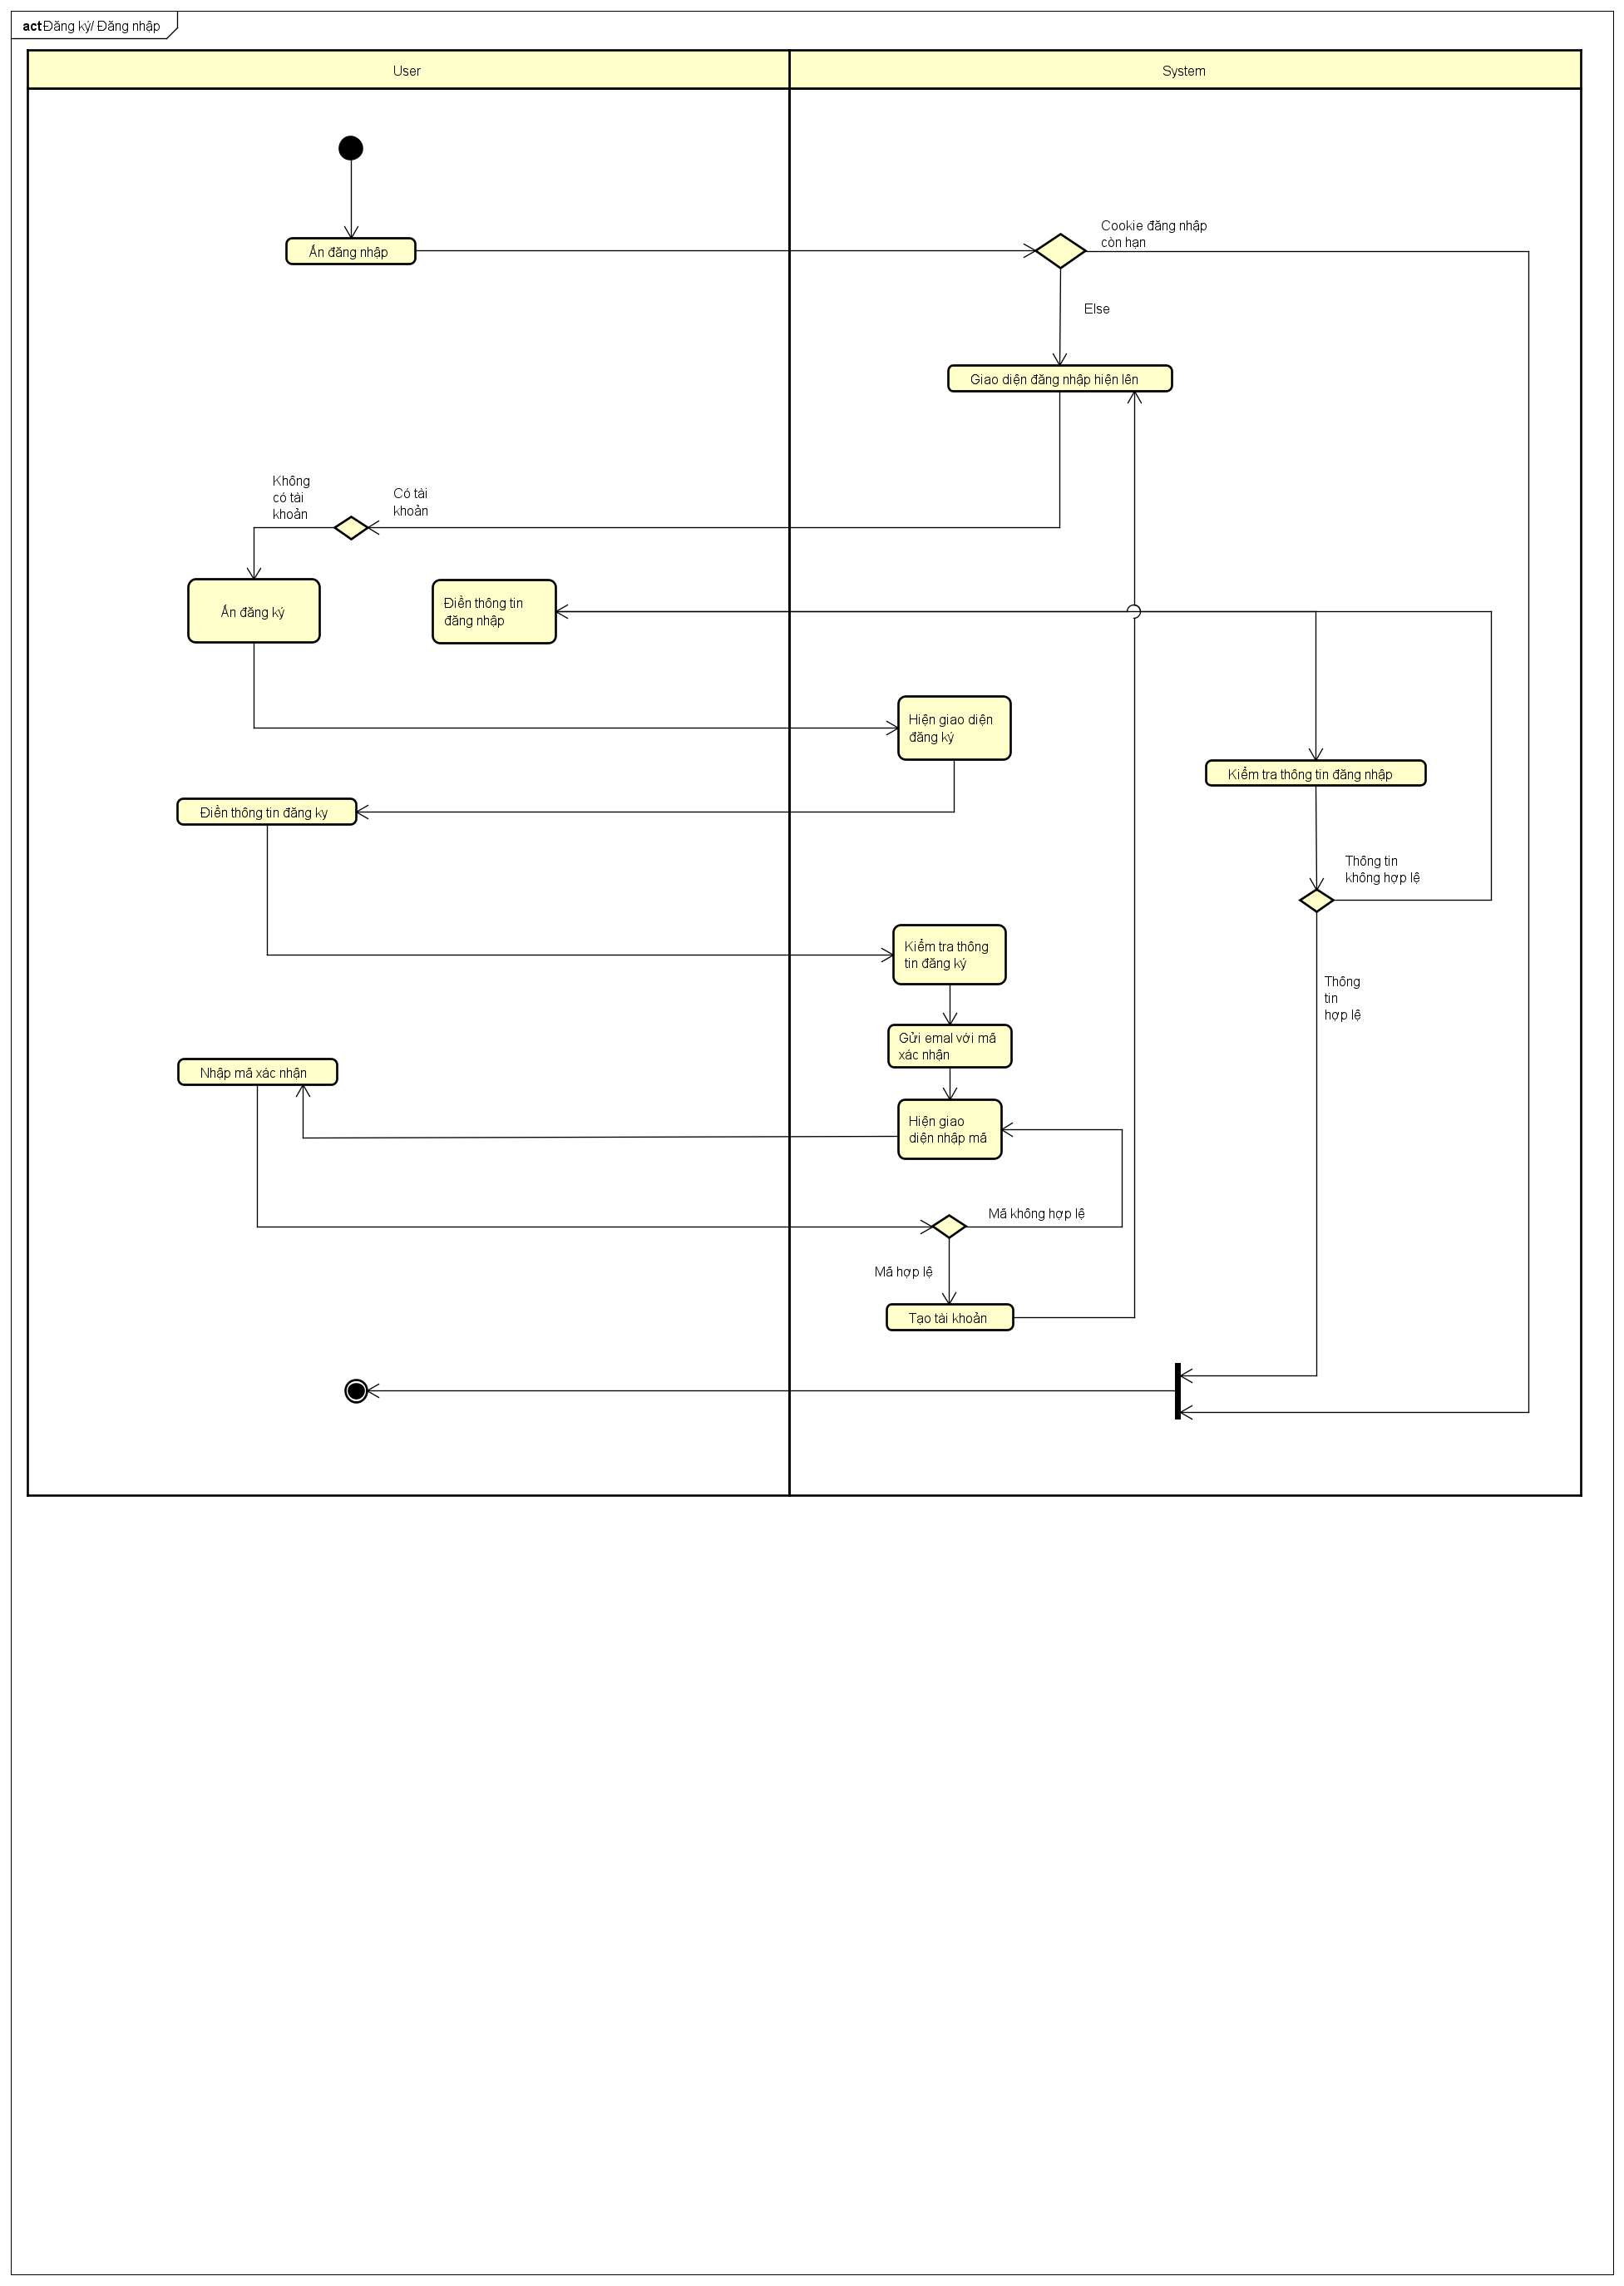 act Đăng ký/ Đăng nhập
User
System
Ấn đăng nhập
Cookie đăng nhập
còn hạn
Else
Giao diện đăng nhập hiện lên
Không
có tài
khoản
Có tài
khoản
Ấn đăng ký
Điền thông tin
đăng nhập
Hiện giao diện
đăng ký
Kiểm tra thông tin đăng nhập
Điền thông tin đăng ky
Thông tin
không hợp lệ
Kiểm tra thông
tin đăng ký
Thông
tin
hợp lệ
Gửi emal với mã
xác nhận
Nhập mã xác nhận
Hiện giao
diện nhập mã
Mã không hợp lệ
Mã hợp lệ
Tạo tài khoản